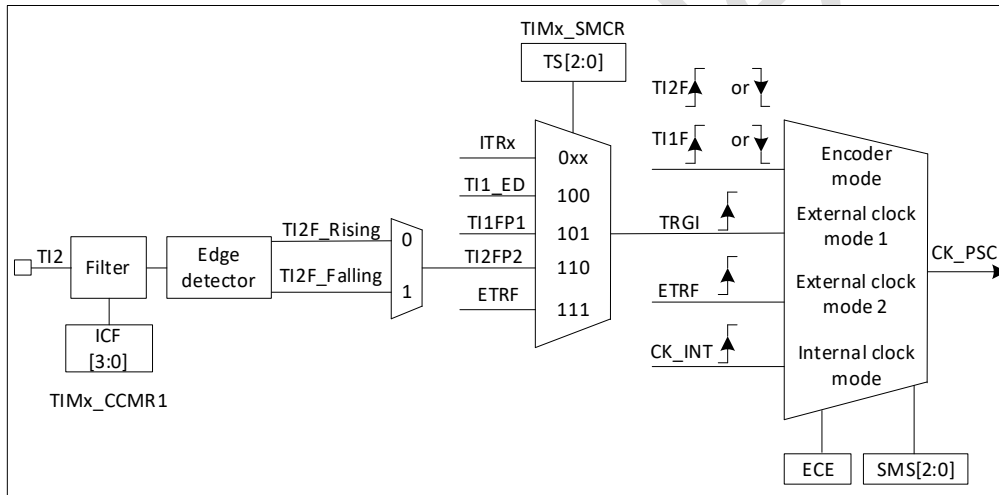 TIMx_SMCR
TS[2:0]
TI2F or
TI1F or
ITRx
0xx
Encoder
mode
TI1_ED
100
TI2F_Rising
0
TI1FP1
101
TRGI
External clock
mode 1
CK_PSC
TI2
Filter
Edge
detector
TI2F_Falling
1
TI2FP2
110
ETRF
111
ETRF
External clock
mode 2
ICF
[3:0]
CK_INT
Internal clock
mode
TIMx_CCMR1
ECE
SMS[2:0]